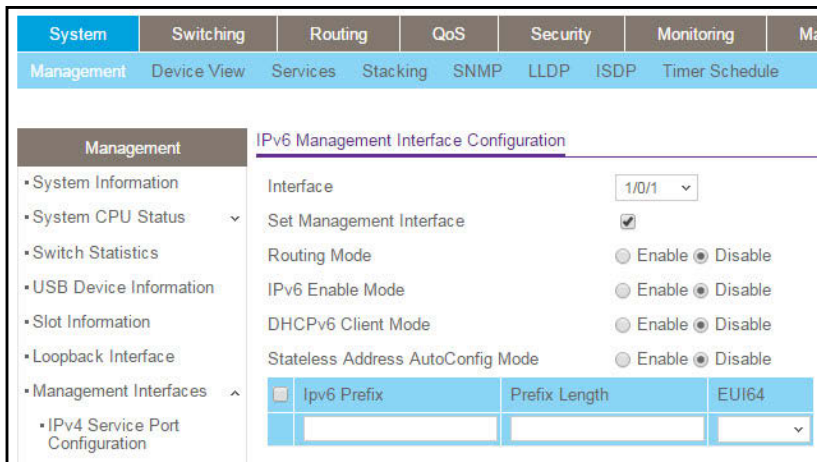 System Switching Routing QoS Security Monitoring Ma
Management Device View Services Stacking SNMP LLDP ISDP Timer Schedule
Management
System Information
System CPU Status
Switch Statistics
USB Device Information
Slot Information
Loopback Interface
Management Interfaces
IPv4 Service Port
Configuration
IPv6 Management Interface Configuration
Interface 1/0/1
Set Management Interface
Routing Mode Enable Disable
IPv6 Enable Mode Enable Disable
DHCPv6 Client Mode Enable Disable
Stateless Address AutoConfig Mode Enable Disable
Ipv6 Prefix Prefix Length EUI64